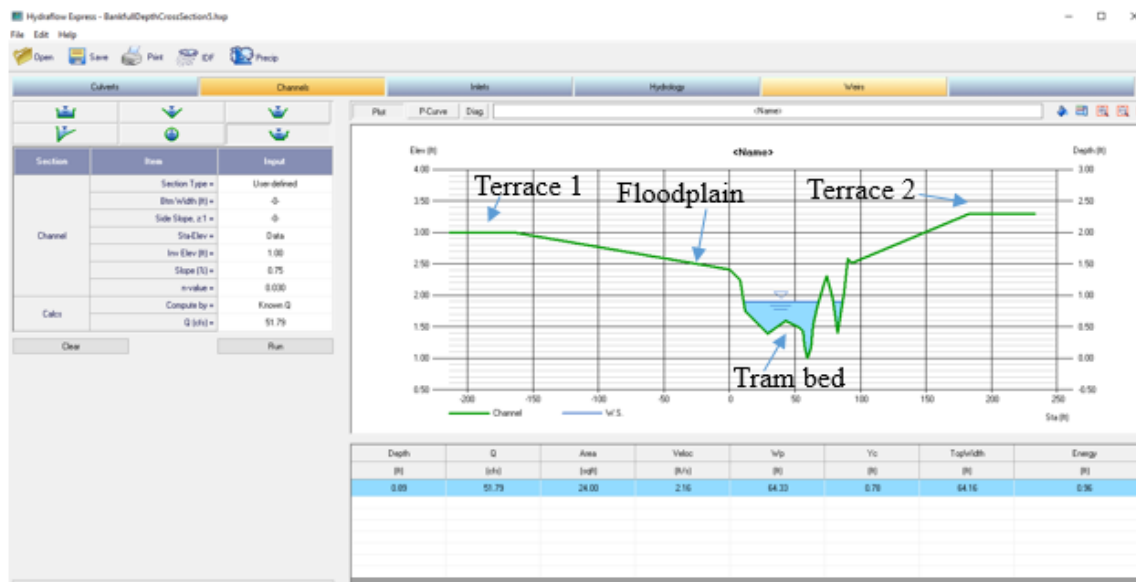 Hydraflow Express - BankfullDepthCrossSection5.hxp
File Edit Help
Open Save Print IDF Precip
Culverts Channels Inlets Hydrology Weirs
Plot P-Curve Diag <Name>
Section Item Input
Section Type = User-defined
Btm Width (ft) = -0-
Side Slope, z:1 = -0-
Channel Sta-Elev = Data
Inv Elev (ft) = 1.00
Slope (%) = 0.75
n-value = 0.030
Calcs Compute by = Known Q
Q (cfs) = 51.79
Clear Run
Elev (ft) <Name> Depth (ft)
4.00 3.00
Terrace 1 Floodplain Terrace 2
3.50 2.50
3.00 2.00
2.50 1.50
2.00 1.00
1.50 0.50
1.00 0.00
Tram bed
0.50 -0.50
-200 -150 -100 -50 0 50 100 150 200 250
Channel W.S. Sta (ft)
Depth Q Area Veloc Wp Yc TopWidth Energy
(ft) (cfs) (sqft) (ft/s) (ft) (ft) (ft) (ft)
0.89 51.79 24.00 2.16 64.33 0.78 64.16 0.96